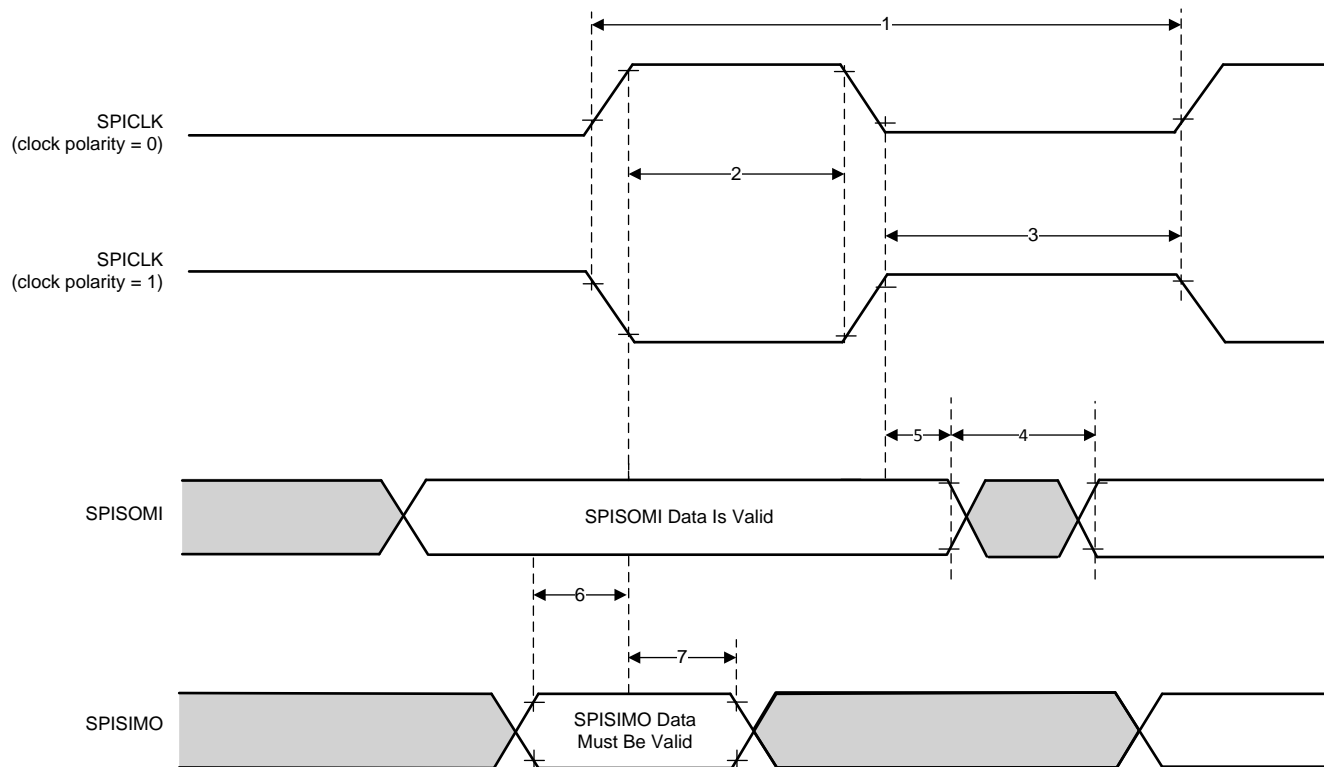 1
SPICLK
(clock polarity = 0)
2
3
SPICLK
(clock polarity = 1)
5
4
SPISOMI
SPISOMI Data Is Valid
6
7
SPISIMO
SPISIMO Data
Must Be Valid